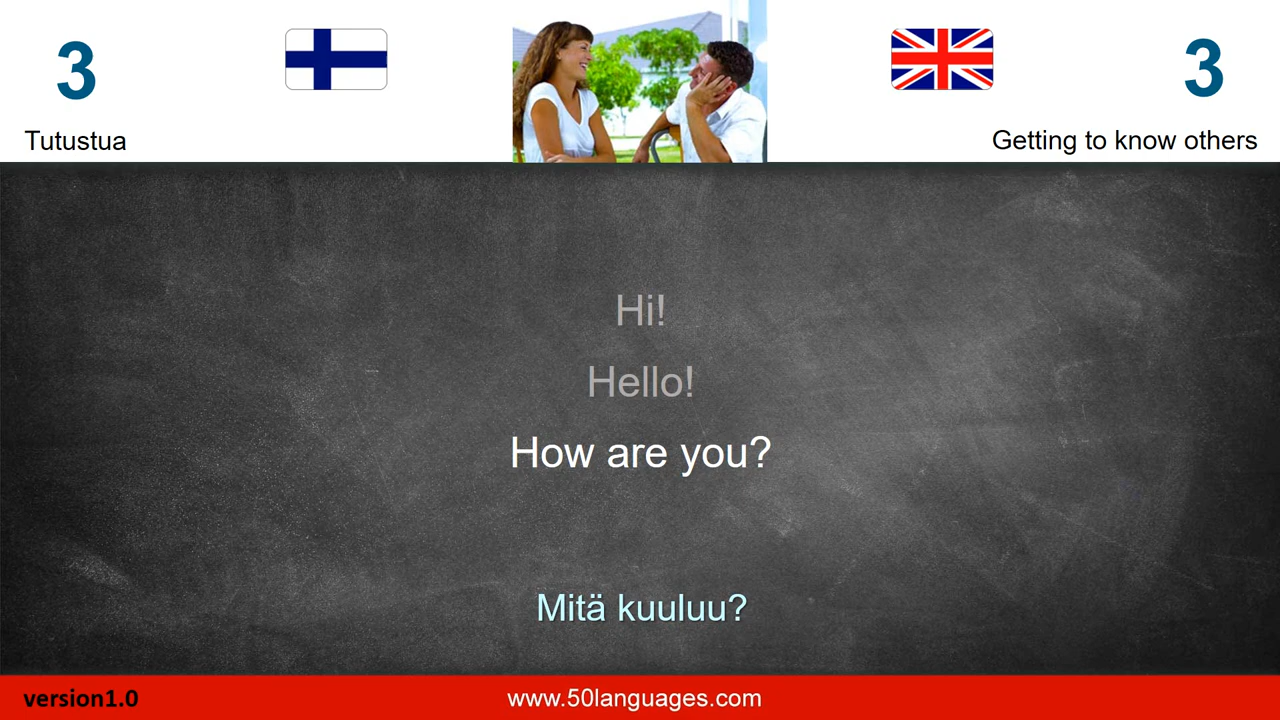 3
3
Tutustua
Getting to know others
Hi!
Hello!
How are you?
Mitä kuuluu?
version1.0
www.50languages.com